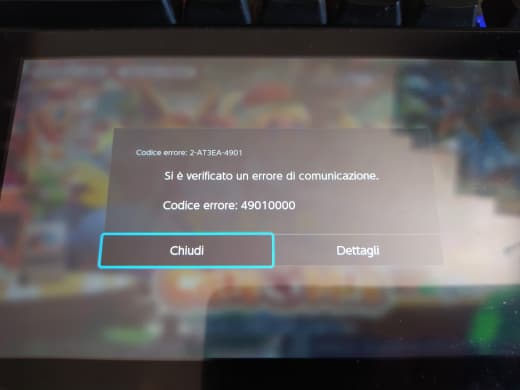 Codice errore: 2-AT3EA-4901
Si è verificato un errore di comunicazione.
Codice errore: 49010000
Chiudi
Dettagli